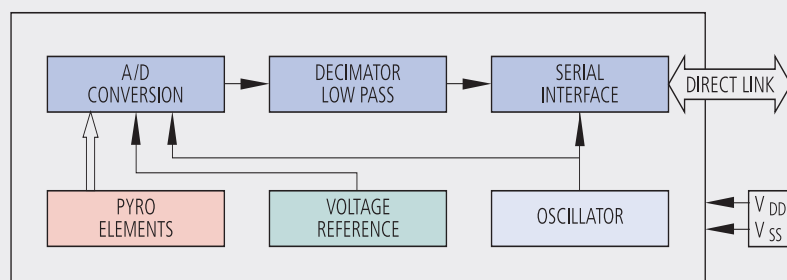 A/D
CONVERSION
DECIMATOR
LOW PASS
SERIAL
INTERFACE
DIRECT LINK
PYRO
ELEMENTS
VOLTAGE
REFERENCE
OSCILLATOR
V DD
V SS